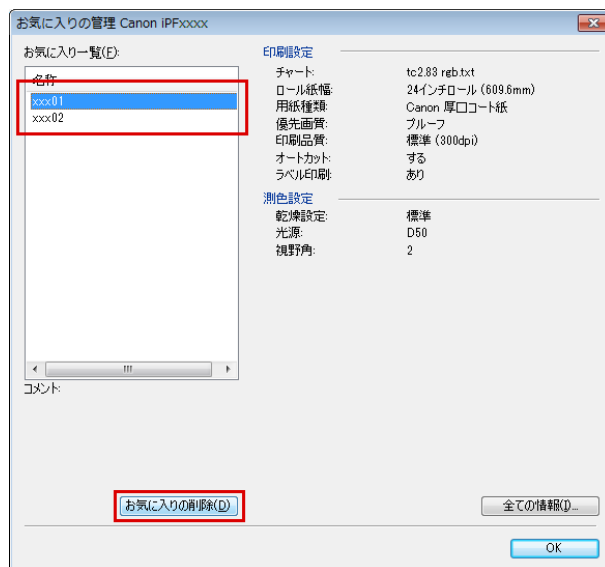 お気に入りの管理 Canon iPFxxxx
お気に入り一覧(F):
名称
xxx01
xxx02
コメント:
お気に入りの削除(D)
印刷設定
チャート: tc2.83 rgb.txt
ロール紙幅: 24インチロール (609.6mm)
用紙種類: Canon 厚口コート紙
優先画質: プルーフ
印刷品質: 標準 (300dpi)
オートカット: する
ラベル印刷: あり
測色設定
乾燥設定: 標準
光源: D50
視野角: 2
全ての情報(I)...
OK